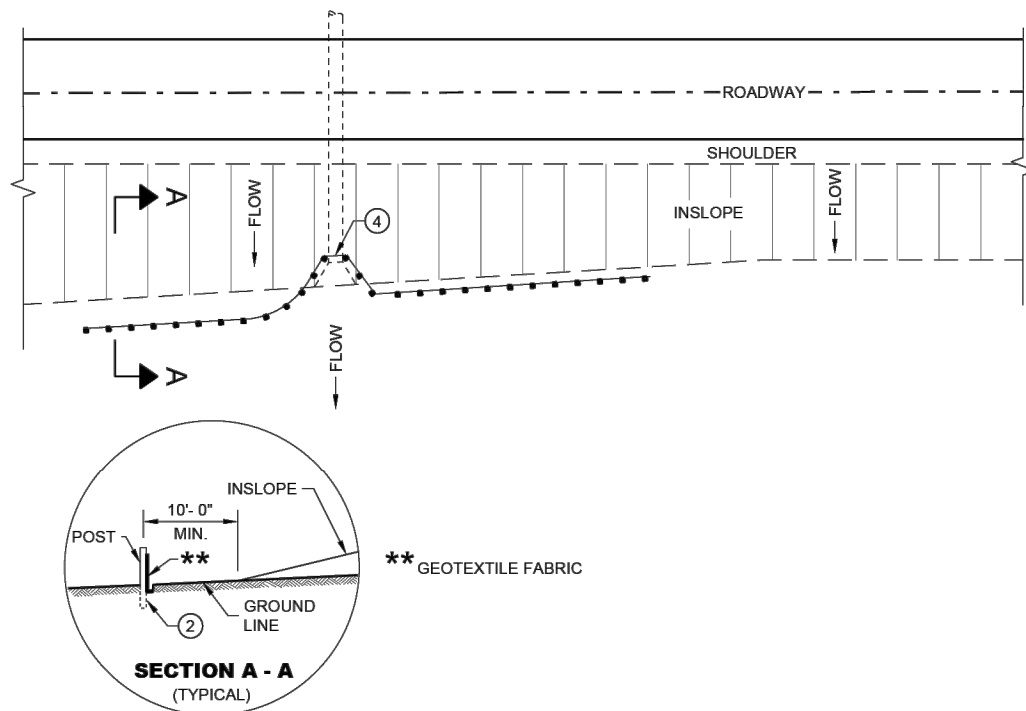 ROADWAY
SHOULDER
A
FLOW
4
INSLOPE
FLOW
FLOW
A
INSLOPE
10'- 0"
MIN.
POST
**
** GEOTEXTILE FABRIC
2
GROUND
LINE
SECTION A - A
(TYPICAL)